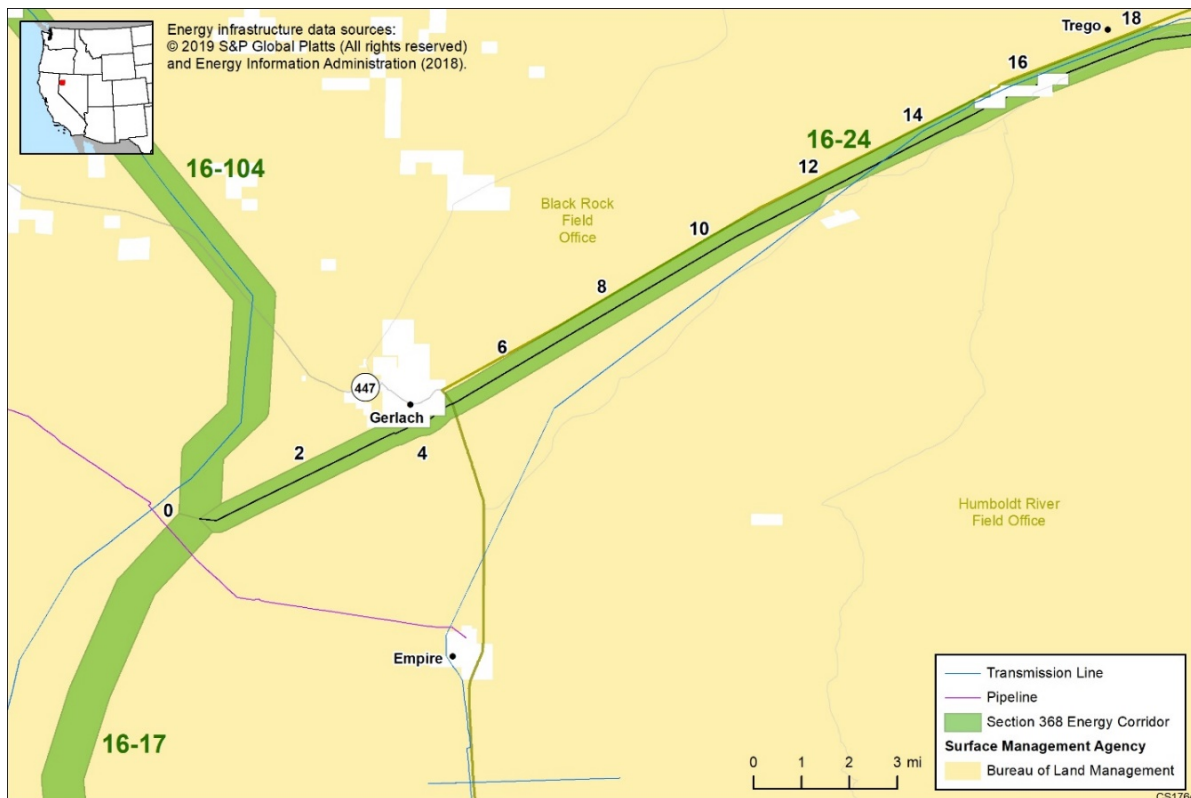 Energy infrastructure data sources:
© 2019 S&P Global Platts (All rights reserved)
and Energy Information Administration (2018).
Trego
18
16
14
16-24
12
16-104
Black Rock
Field
Office
10
8
6
447
Gerlach
2
4
0
Humboldt River
Field Office
Empire
16-17
0 1 2 3 mi
Transmission Line
Pipeline
Section 368 Energy Corridor
Surface Management Agency
Bureau of Land Management